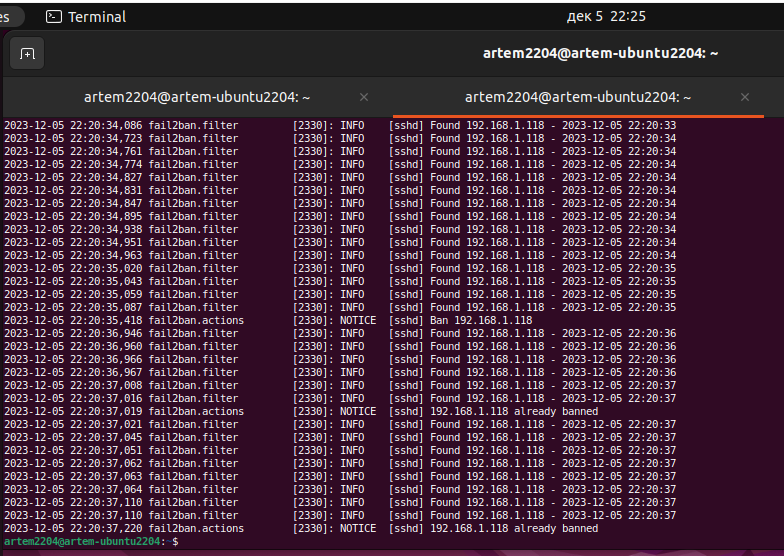 es Terminal дек 5 22:25
artem2204@artem-ubuntu2204: ~
artem2204@artem-ubuntu2204: ~ × artem2204@artem-ubuntu2204: ~ ×
2023-12-05 22:20:34,086 fail2ban.filter [2330]: INFO [sshd] Found 192.168.1.118 - 2023-12-05 22:20:33
2023-12-05 22:20:34,723 fail2ban.filter [2330]: INFO [sshd] Found 192.168.1.118 - 2023-12-05 22:20:34
2023-12-05 22:20:34,761 fail2ban.filter [2330]: INFO [sshd] Found 192.168.1.118 - 2023-12-05 22:20:34
2023-12-05 22:20:34,774 fail2ban.filter [2330]: INFO [sshd] Found 192.168.1.118 - 2023-12-05 22:20:34
2023-12-05 22:20:34,827 fail2ban.filter [2330]: INFO [sshd] Found 192.168.1.118 - 2023-12-05 22:20:34
2023-12-05 22:20:34,831 fail2ban.filter [2330]: INFO [sshd] Found 192.168.1.118 - 2023-12-05 22:20:34
2023-12-05 22:20:34,847 fail2ban.filter [2330]: INFO [sshd] Found 192.168.1.118 - 2023-12-05 22:20:34
2023-12-05 22:20:34,895 fail2ban.filter [2330]: INFO [sshd] Found 192.168.1.118 - 2023-12-05 22:20:34
2023-12-05 22:20:34,938 fail2ban.filter [2330]: INFO [sshd] Found 192.168.1.118 - 2023-12-05 22:20:34
2023-12-05 22:20:34,951 fail2ban.filter [2330]: INFO [sshd] Found 192.168.1.118 - 2023-12-05 22:20:34
2023-12-05 22:20:34,963 fail2ban.filter [2330]: INFO [sshd] Found 192.168.1.118 - 2023-12-05 22:20:34
2023-12-05 22:20:35,020 fail2ban.filter [2330]: INFO [sshd] Found 192.168.1.118 - 2023-12-05 22:20:35
2023-12-05 22:20:35,043 fail2ban.filter [2330]: INFO [sshd] Found 192.168.1.118 - 2023-12-05 22:20:35
2023-12-05 22:20:35,059 fail2ban.filter [2330]: INFO [sshd] Found 192.168.1.118 - 2023-12-05 22:20:35
2023-12-05 22:20:35,087 fail2ban.filter [2330]: INFO [sshd] Found 192.168.1.118 - 2023-12-05 22:20:35
2023-12-05 22:20:35,418 fail2ban.actions [2330]: NOTICE [sshd] Ban 192.168.1.118
2023-12-05 22:20:36,946 fail2ban.filter [2330]: INFO [sshd] Found 192.168.1.118 - 2023-12-05 22:20:36
2023-12-05 22:20:36,960 fail2ban.filter [2330]: INFO [sshd] Found 192.168.1.118 - 2023-12-05 22:20:36
2023-12-05 22:20:36,966 fail2ban.filter [2330]: INFO [sshd] Found 192.168.1.118 - 2023-12-05 22:20:36
2023-12-05 22:20:36,967 fail2ban.filter [2330]: INFO [sshd] Found 192.168.1.118 - 2023-12-05 22:20:36
2023-12-05 22:20:37,008 fail2ban.filter [2330]: INFO [sshd] Found 192.168.1.118 - 2023-12-05 22:20:37
2023-12-05 22:20:37,016 fail2ban.filter [2330]: INFO [sshd] Found 192.168.1.118 - 2023-12-05 22:20:37
2023-12-05 22:20:37,019 fail2ban.actions [2330]: NOTICE [sshd] 192.168.1.118 already banned
2023-12-05 22:20:37,021 fail2ban.filter [2330]: INFO [sshd] Found 192.168.1.118 - 2023-12-05 22:20:37
2023-12-05 22:20:37,045 fail2ban.filter [2330]: INFO [sshd] Found 192.168.1.118 - 2023-12-05 22:20:37
2023-12-05 22:20:37,051 fail2ban.filter [2330]: INFO [sshd] Found 192.168.1.118 - 2023-12-05 22:20:37
2023-12-05 22:20:37,062 fail2ban.filter [2330]: INFO [sshd] Found 192.168.1.118 - 2023-12-05 22:20:37
2023-12-05 22:20:37,063 fail2ban.filter [2330]: INFO [sshd] Found 192.168.1.118 - 2023-12-05 22:20:37
2023-12-05 22:20:37,064 fail2ban.filter [2330]: INFO [sshd] Found 192.168.1.118 - 2023-12-05 22:20:37
2023-12-05 22:20:37,110 fail2ban.filter [2330]: INFO [sshd] Found 192.168.1.118 - 2023-12-05 22:20:37
2023-12-05 22:20:37,110 fail2ban.filter [2330]: INFO [sshd] Found 192.168.1.118 - 2023-12-05 22:20:37
2023-12-05 22:20:37,220 fail2ban.actions [2330]: NOTICE [sshd] 192.168.1.118 already banned
artem2204@artem-ubuntu2204:~$